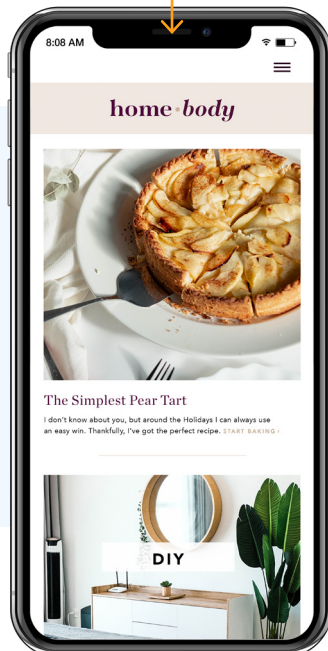 8:08 AM
home·body
The Simplest Pear Tart
I don't know about you, but around the Holidays I can always use
an easy win. Thankfully, I've got the perfect recipe. START BAKING>
DIY